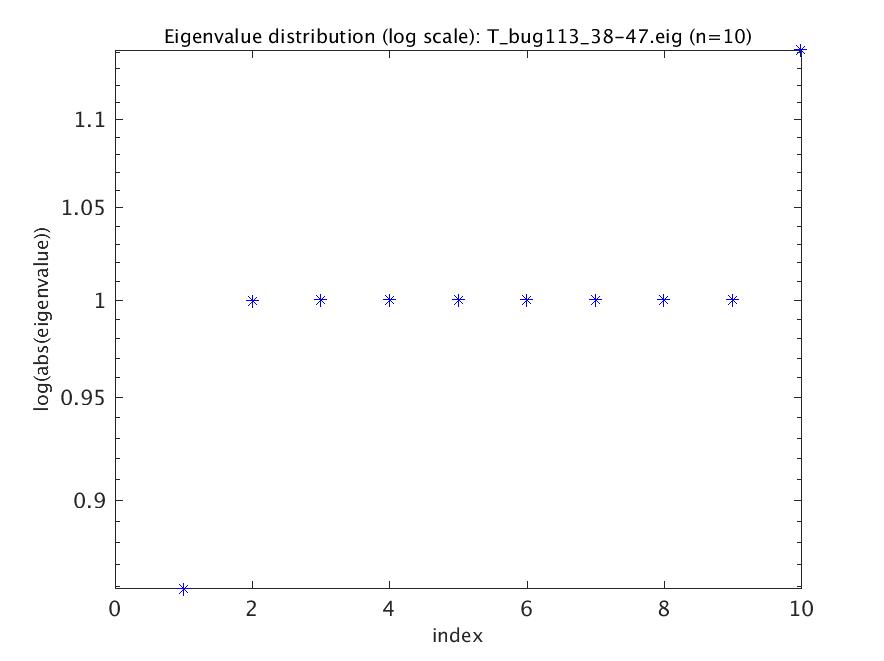 Eigenvalue distribution (log scale): T_bug113_38-47.eig (n=10)
1.1
1.05
1
0.95
0.9
log(abs(eigenvalue))
0 2 4 6 8 10
index